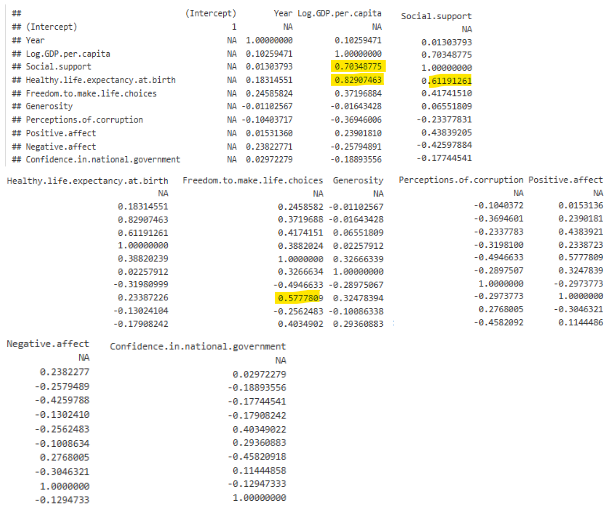 ## (Intercept) Year Log.GDP.per.capita Social.support
## (Intercept) 1 NA NA NA
## Year NA 1.00000000 0.10259471 0.01303793
## Log.GDP.per.capita NA 0.10259471 1.00000000 0.70348775
## Social.support NA 0.01303793 0.70348775 1.00000000
## Healthy.life.expectancy.at.birth NA 0.18314551 0.82907463 0.61191261
## Freedom.to.make.life.choices NA 0.24585824 0.37196884 0.41741510
## Generosity NA -0.01102567 -0.01643428 0.06551809
## Perceptions.of.corruption NA -0.10403717 -0.36946006 -0.23377831
## Positive.affect NA 0.01531360 0.23901810 0.43839205
## Negative.affect NA 0.23822771 -0.25794891 -0.42597884
## Confidence.in.national.government NA 0.02972279 -0.18893556 -0.17744541
Healthy.life.expectancy.at.birth Freedom.to.make.life.choices Generosity Perceptions.of.corruption Positive.affect
NA NA NA NA NA
0.18314551 0.2458582 -0.01102567 -0.1040372 0.0153136
0.82907463 0.3719688 -0.01643428 -0.3694601 0.2390181
0.61191261 0.4174151 0.06551809 -0.2337783 0.4383921
1.00000000 0.3882024 0.02257912 -0.3198100 0.2338723
0.38820239 1.0000000 0.32666339 -0.4946633 0.5777809
0.02257912 0.3266634 1.00000000 -0.2897507 0.3247839
-0.31980999 -0.4946633 -0.28975067 1.0000000 -0.2973773
0.23387226 0.5777809 0.32478394 -0.2973773 1.0000000
-0.13024104 -0.2562483 -0.10086338 0.2768005 -0.3046321
-0.17908242 0.4034902 0.29360883 -0.4582092 0.1144486
Negative.affect Confidence.in.national.government
NA NA
0.2382277 0.02972279
-0.2579489 -0.18893556
-0.4259788 -0.17744541
-0.1302410 -0.17908242
-0.2562483 0.40349022
-0.1008634 0.29360883
0.2768005 -0.45820918
-0.3046321 0.11444858
1.0000000 -0.12947333
-0.1294733 1.00000000